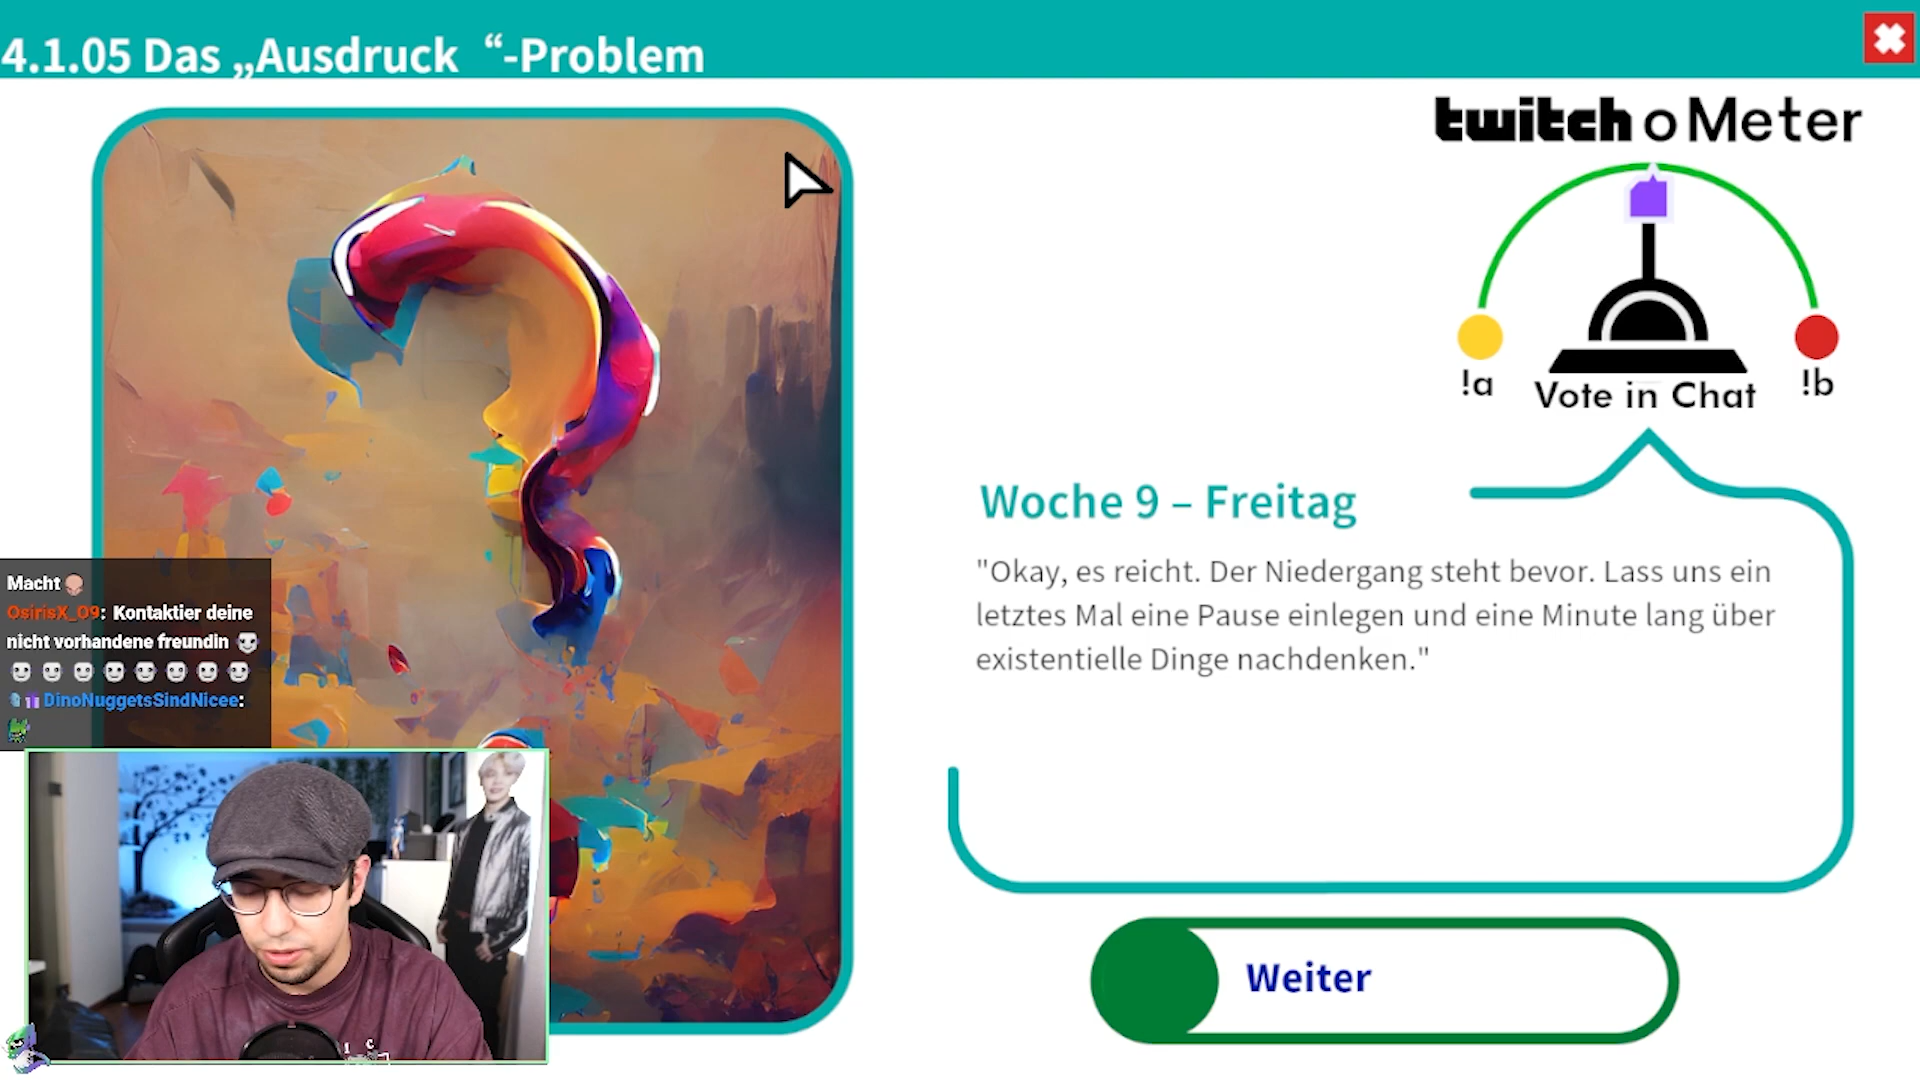 4.1.05 Das „Ausdruck “-Problem
twitch o Meter
!a
Vote in Chat
!b
Woche 9 – Freitag
"Okay, es reicht. Der Niedergang steht bevor. Lass uns ein
letztes Mal eine Pause einlegen und eine Minute lang über
existentielle Dinge nachdenken."
Weiter
Macht
OsirisX_09: Kontaktier deine
nicht vorhandene freundin
DinoNuggetsSindNicee: